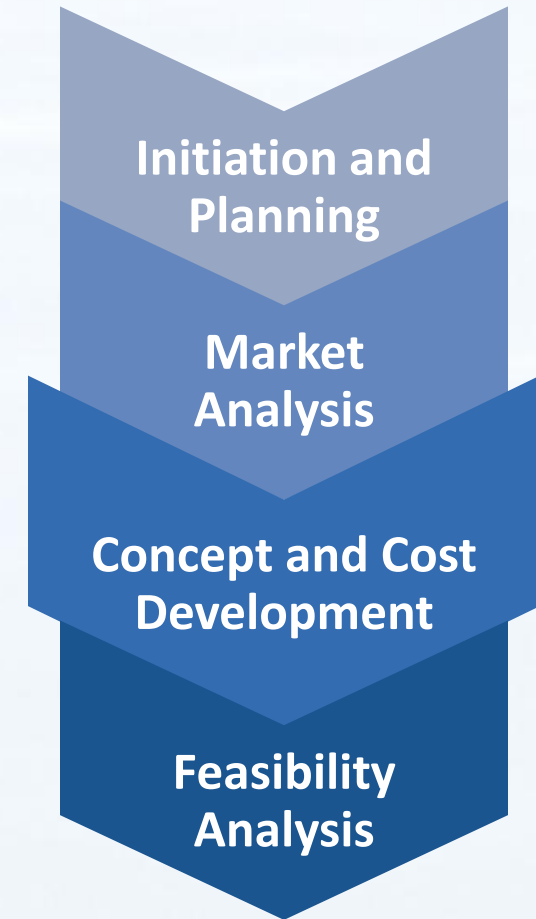 Initiation and
Planning
Market
Analysis
Concept and Cost
Development
Feasibility
Analysis